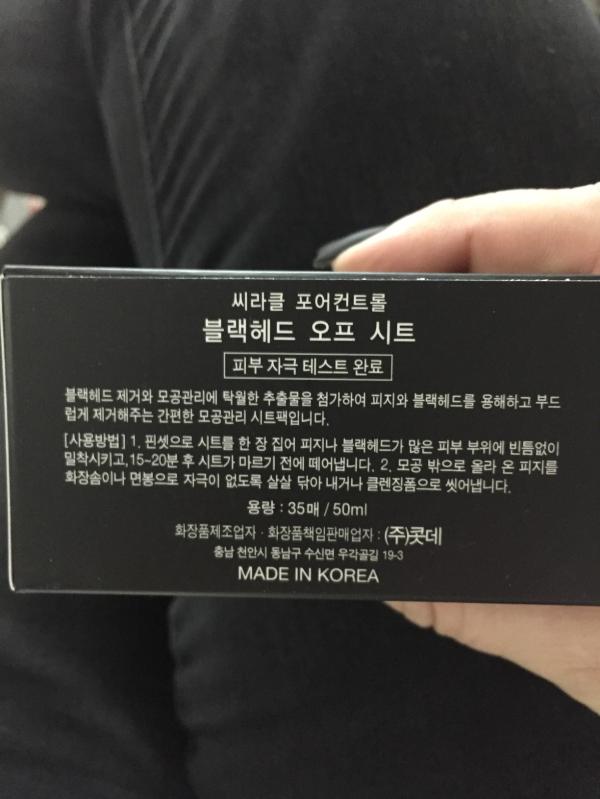 씨라클 포어컨트롤
블랙헤드 오프 시트
피부 자극 테스트 완료
블랙헤드 제거와 모공관리에 탁월한 추출물을 첨가하여 피지와 블랙헤드를 용해하고 부드
럽게 제거해주는 간편한 모공관리 시트팩입니다.
[사용방법] 1. 핀셋으로 시트를 한 장 집어 피지나 블랙헤드가 많은 피부 부위에 빈틈없이
밀착시키고,15~20분 후 시트가 마르기 전에 떼어냅니다. 2. 모공 밖으로 올라 온 피지를
화장솜이나 면봉으로 자극이 없도록 살살 닦아 내거나 클렌징폼으로 씻어냅니다.
용량 : 35매 / 50ml
화장품제조업자 · 화장품책임판매업자 : (주)콧데
충남 천안시 동남구 수신면 우각골길 19-3
MADE IN KOREA